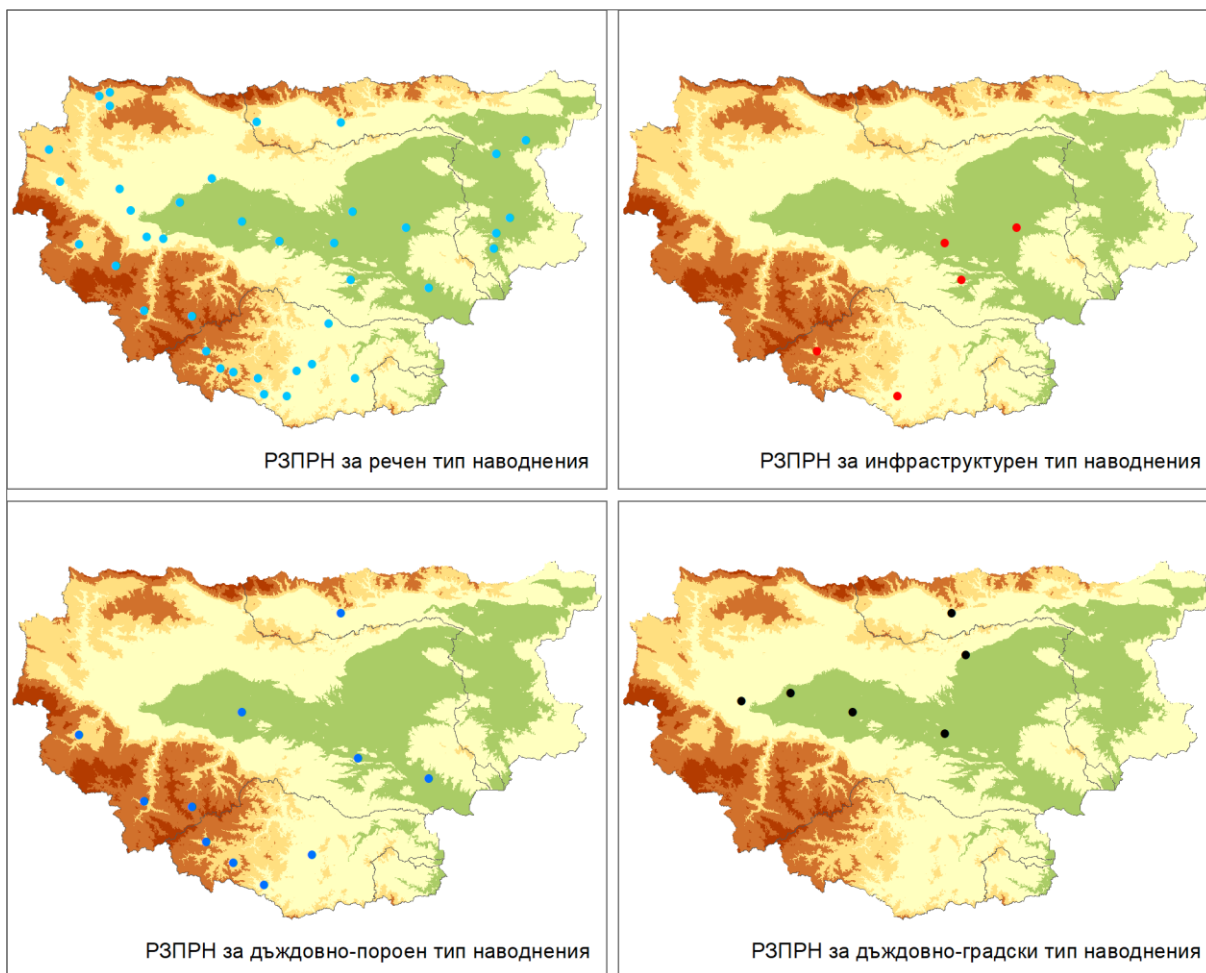 РЗПРН за речен тип наводнения
РЗПРН за инфраструктурен тип наводнения
РЗПРН за дъждовно-пороен тип наводнения
РЗПРН за дъждовно-градски тип наводнения